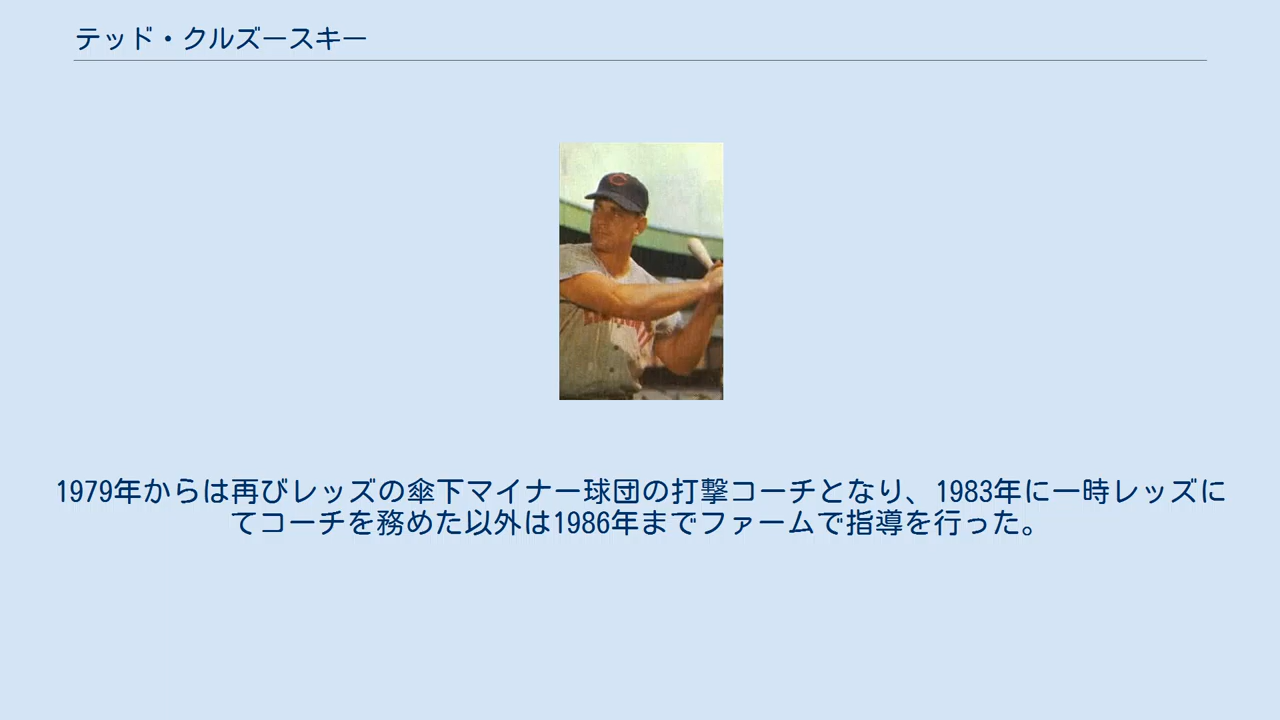 テッド・クルズースキー
1979年からは再びレッズの傘下マイナー球団の打撃コーチとなり、1983年に一時レッズに
てコーチを務めた以外は1986年までファームで指導を行った。